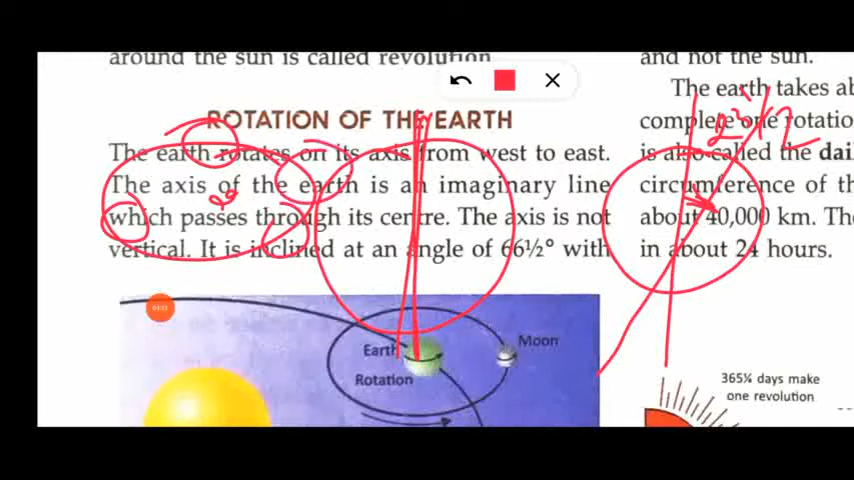 around the sun is called revolution
ROTATION OF THE EARTH
The earth rotates on its axis from west to east.
The axis of the earth is an imaginary line
which passes through its centre. The axis is not
vertical. It is inclined at an angle of 66½° with
Earth
Rotation
Moon
and not the sun.
The earth takes ab
complete one rotatio
is also called the dai
circumference of th
about 40,000 km. The
in about 24 hours.
23 1/2
365¼ days make
one revolution